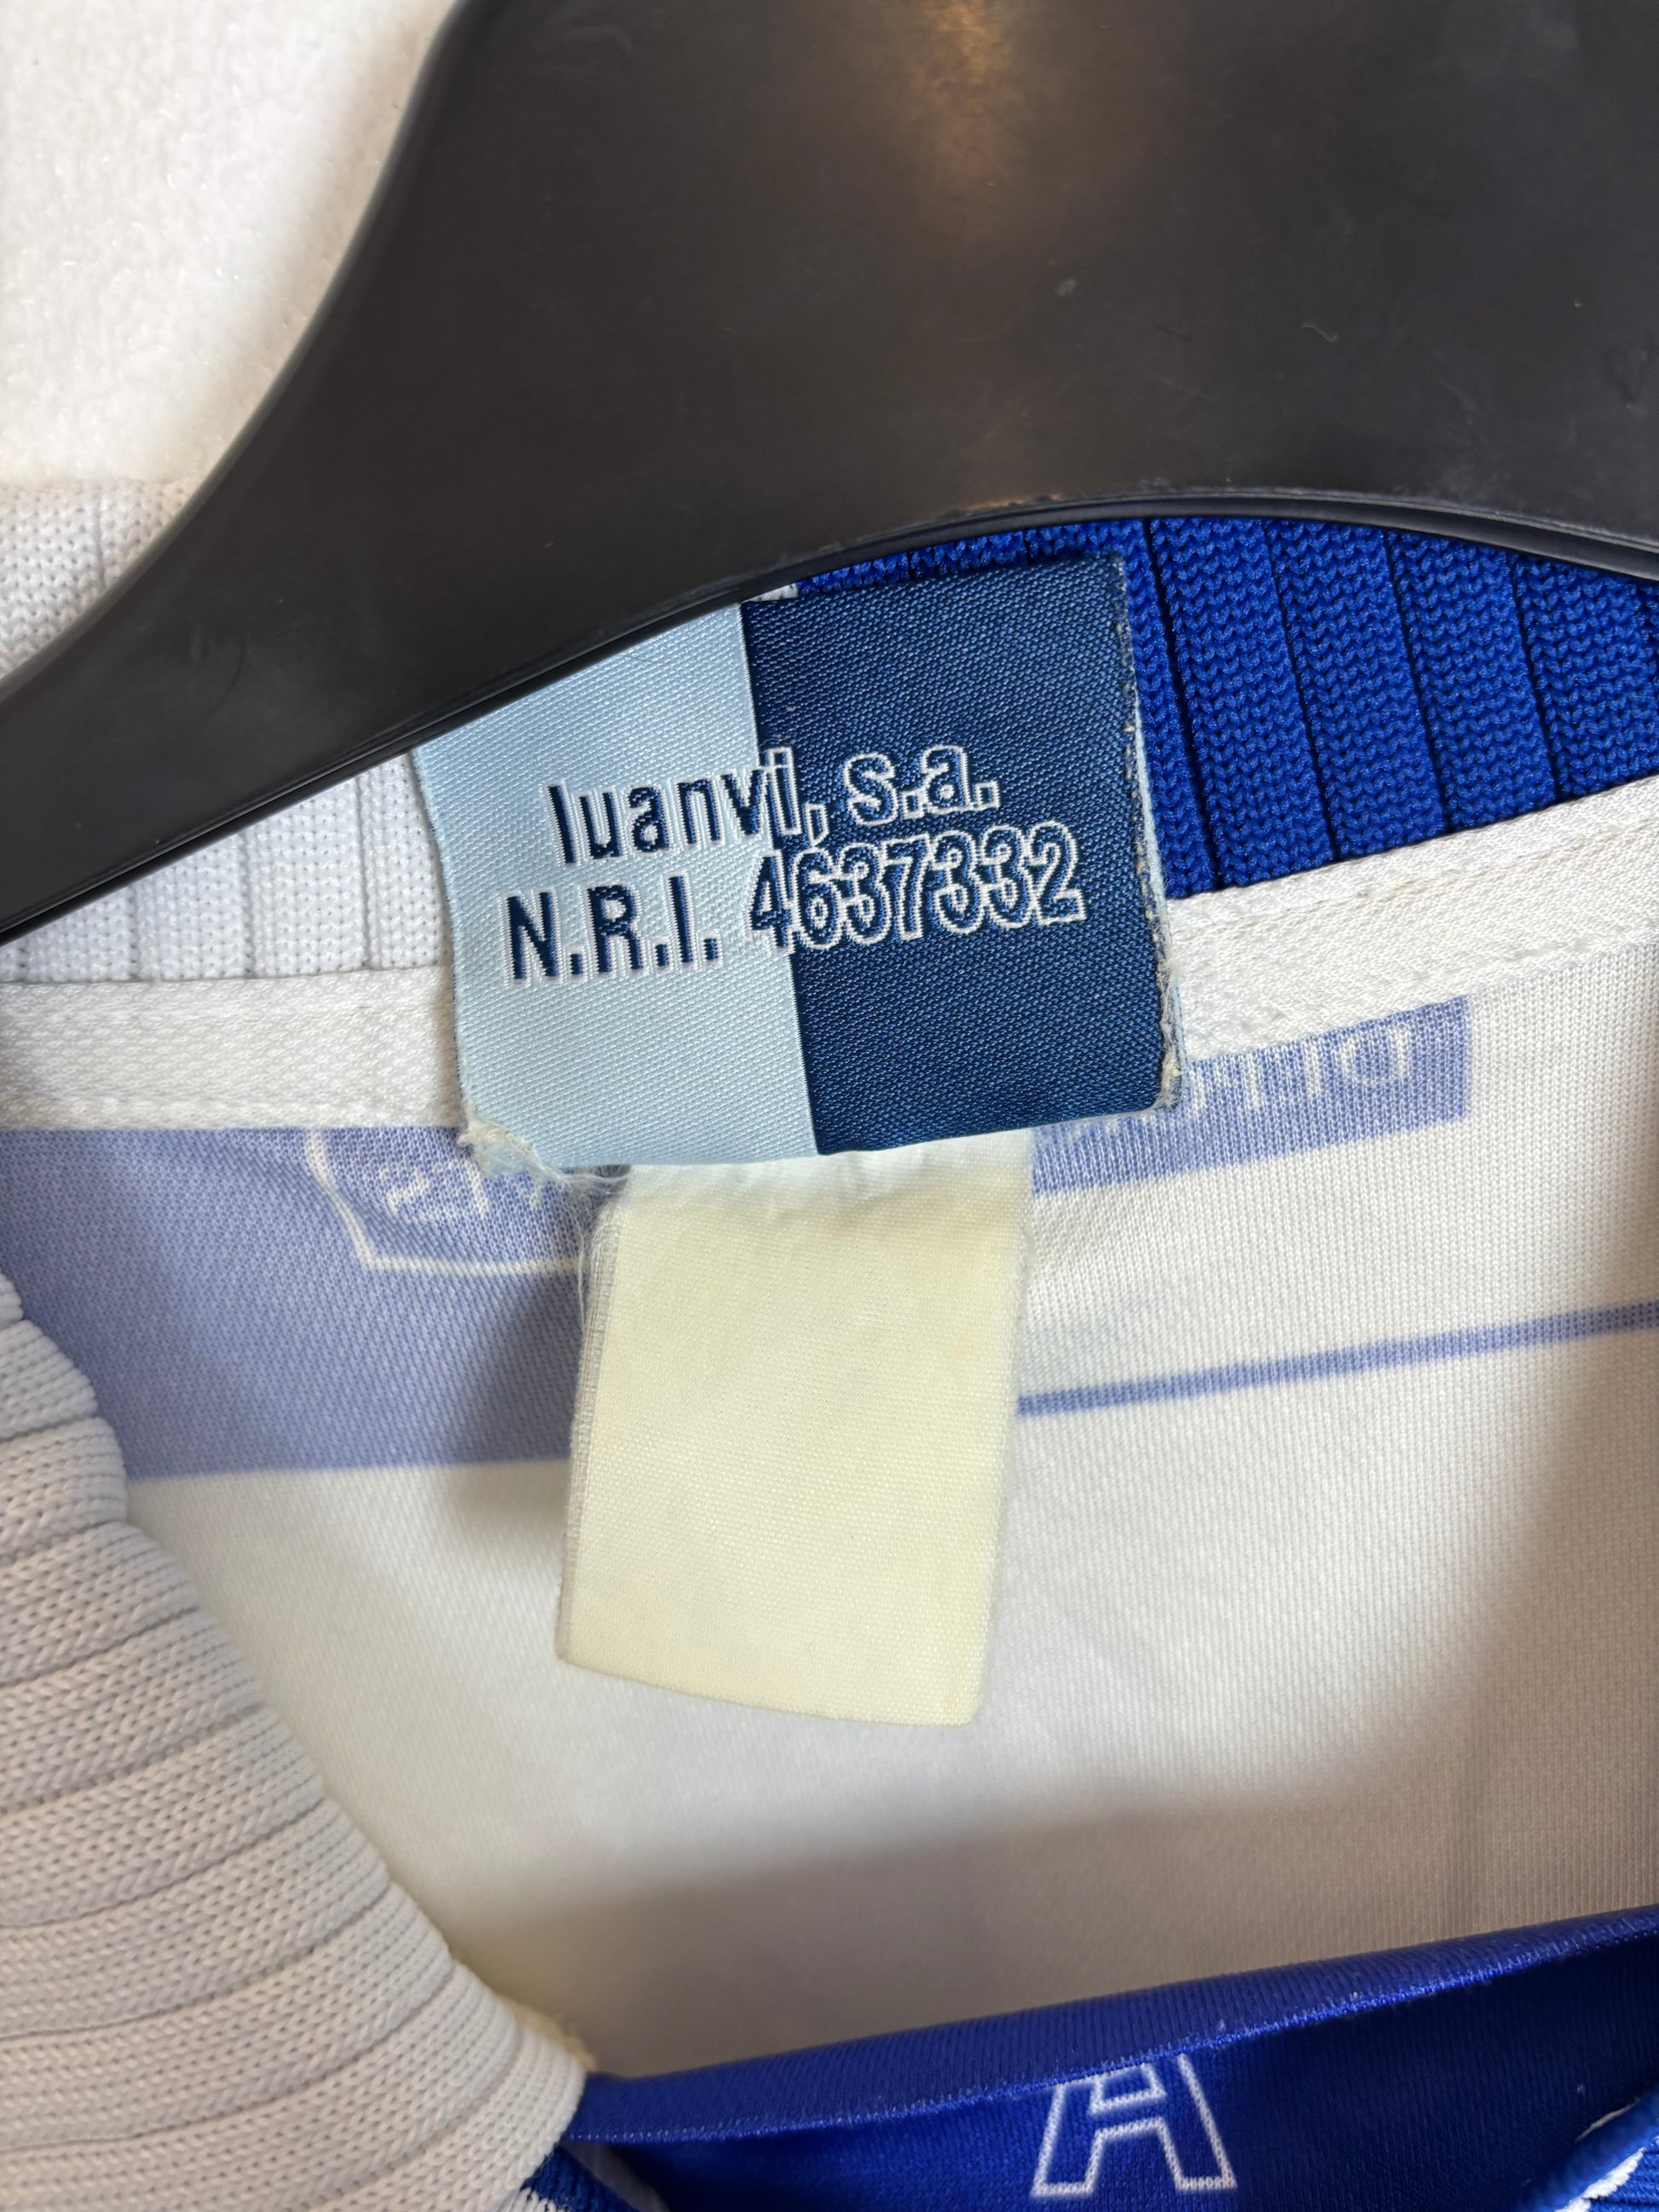 luanvi, s.a.
N.R.I. 4637332
A